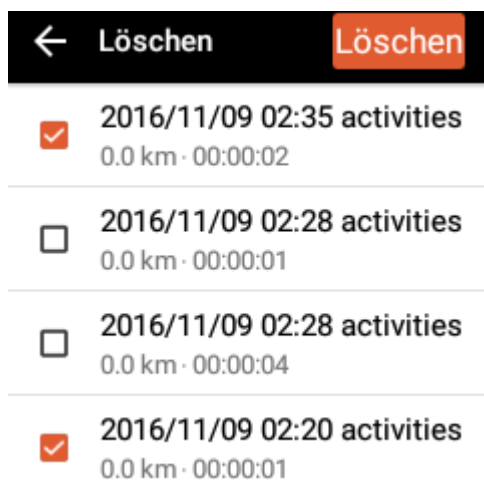 Löschen Löschen
2016/11/09 02:35 activities
0.0 km · 00:00:02
2016/11/09 02:28 activities
0.0 km · 00:00:01
2016/11/09 02:28 activities
0.0 km · 00:00:04
2016/11/09 02:20 activities
0.0 km · 00:00:01